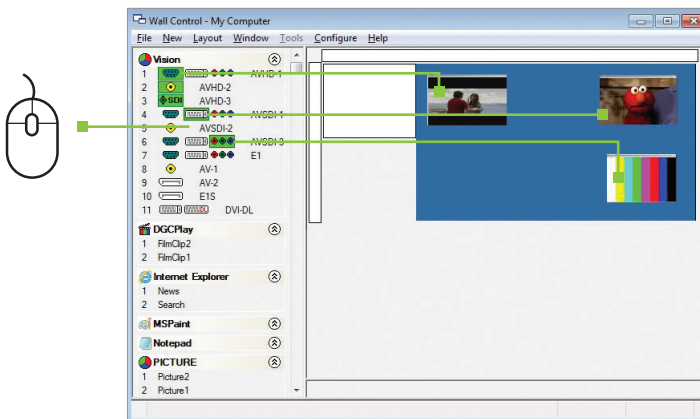 Wall Control - My Computer
File New Layout Window Tools Configure Help
Vision
1 AVHD-1
2 AVHD-2
3 SDI AVHD-3
4 AVSDI-1
5 AVSDI-2
6 AVSDI-3
7 E1
8 AV-1
9 AV-2
10 E1S
11 DL DVI-DL
DGCPlay
1 FilmClip2
2 FilmClip1
Internet Explorer
1 News
2 Search
MSPaint
Notepad
PICTURE
1 Picture2
2 Picture1